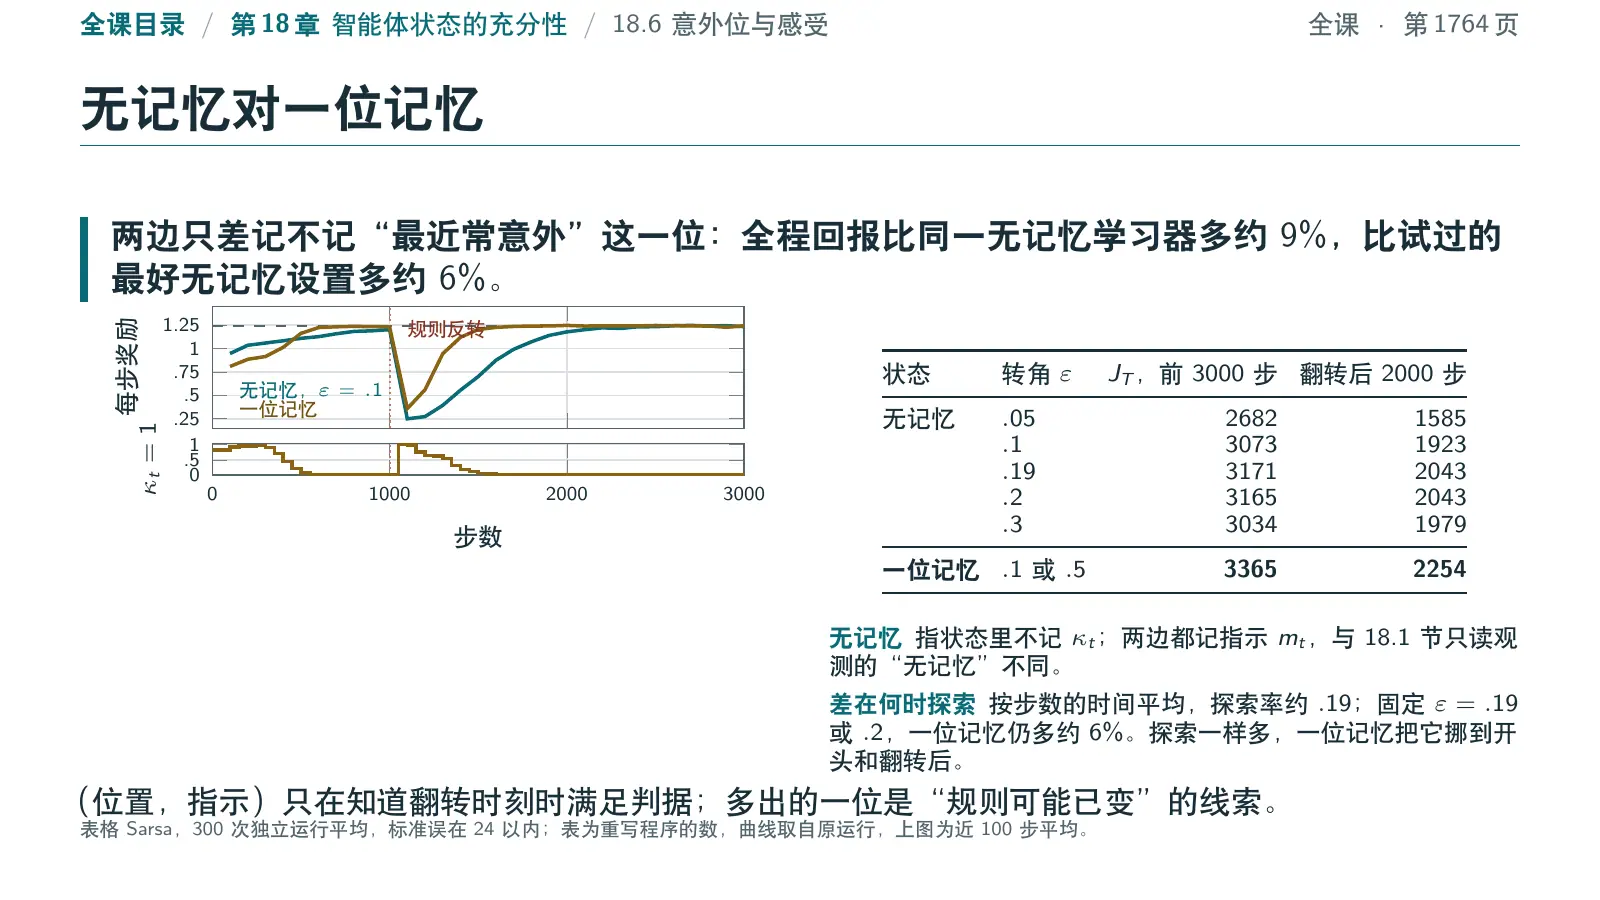 全课目录 / 第 18 章 智能体状态的充分性 / 18.6 意外位与感受
全课 · 第 1764 页
无记忆对一位记忆
两边只差记不记“最近常意外”这一位：全程回报比同一无记忆学习器多约 9%，比试过的
最好无记忆设置多约 6%。
每步奖励
1.25
1
.75
.5
.25
规则反转
无记忆，ε = .1
一位记忆
κt = 1
1
.5
0
0 1000 2000 3000
步数
状态 转角 ε JT，前 3000 步 翻转后 2000 步
无记忆 .05 2682 1585
.1 3073 1923
.19 3171 2043
.2 3165 2043
.3 3034 1979
一位记忆 .1 或 .5 3365 2254
无记忆 指状态里不记 κt；两边都记指示 mt，与 18.1 节只读观
测的“无记忆”不同。
差在何时探索 按步数的时间平均，探索率约 .19；固定 ε = .19
或 .2，一位记忆仍多约 6%。探索一样多，一位记忆把它挪到开
头和翻转后。
(位置，指示）只在知道翻转时刻时满足判据；多出的一位是“规则可能已变”的线索。
表格 Sarsa，300 次独立运行平均，标准误在 24 以内；表为重写程序的数，曲线取自原运行，上图为近 100 步平均。